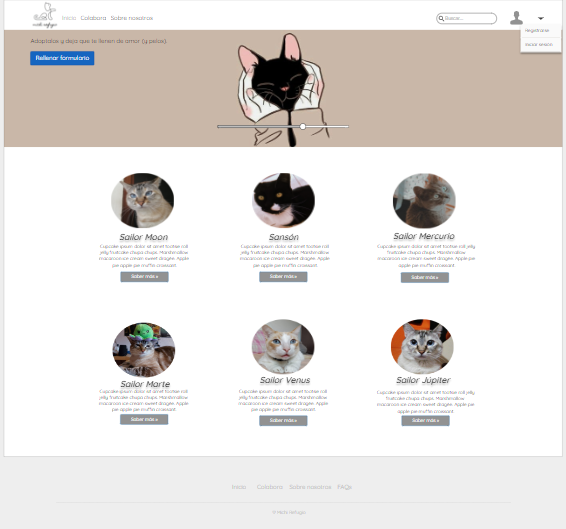 michi refugio
Inicio Colabora Sobre nosotros
Buscar...
Registrarse
Iniciar sesión
Adoptalos y deja que te llenen de amor (y pelos).
Rellenar formulario
Sailor Moon
Cupcake ipsum dolor sit amet tootsie roll
jelly fruitcake chupa chups. Marshmallow
macaroon ice cream sweet dragée. Apple
pie apple pie muffin croissant.
Saber más »
Sansón
Cupcake ipsum dolor sit amet tootsie roll
jelly fruitcake chupa chups. Marshmallow
macaroon ice cream sweet dragée. Apple
pie apple pie muffin croissant.
Saber más »
Sailor Mercurio
Cupcake ipsum dolor sit amet tootsie roll jelly
fruitcake chupa chups. Marshmallow
macaroon ice cream sweet dragée. Apple pie
apple pie muffin croissant.
Saber más »
Sailor Marte
Cupcake ipsum dolor sit amet tootsie roll
jelly fruitcake chupa chups. Marshmallow
macaroon ice cream sweet dragée. Apple
pie apple pie muffin croissant.
Saber más »
Sailor Venus
Cupcake ipsum dolor sit amet tootsie roll
jelly fruitcake chupa chups. Marshmallow
macaroon ice cream sweet dragée. Apple
pie apple pie muffin croissant.
Saber más »
Sailor Júpiter
Cupcake ipsum dolor sit amet tootsie roll jelly
fruitcake chupa chups. Marshmallow
macaroon ice cream sweet dragée. Apple
pie apple pie muffin croissant.
Saber más »
Inicio Colabora Sobre nosotros FAQs
© Michi Refugio